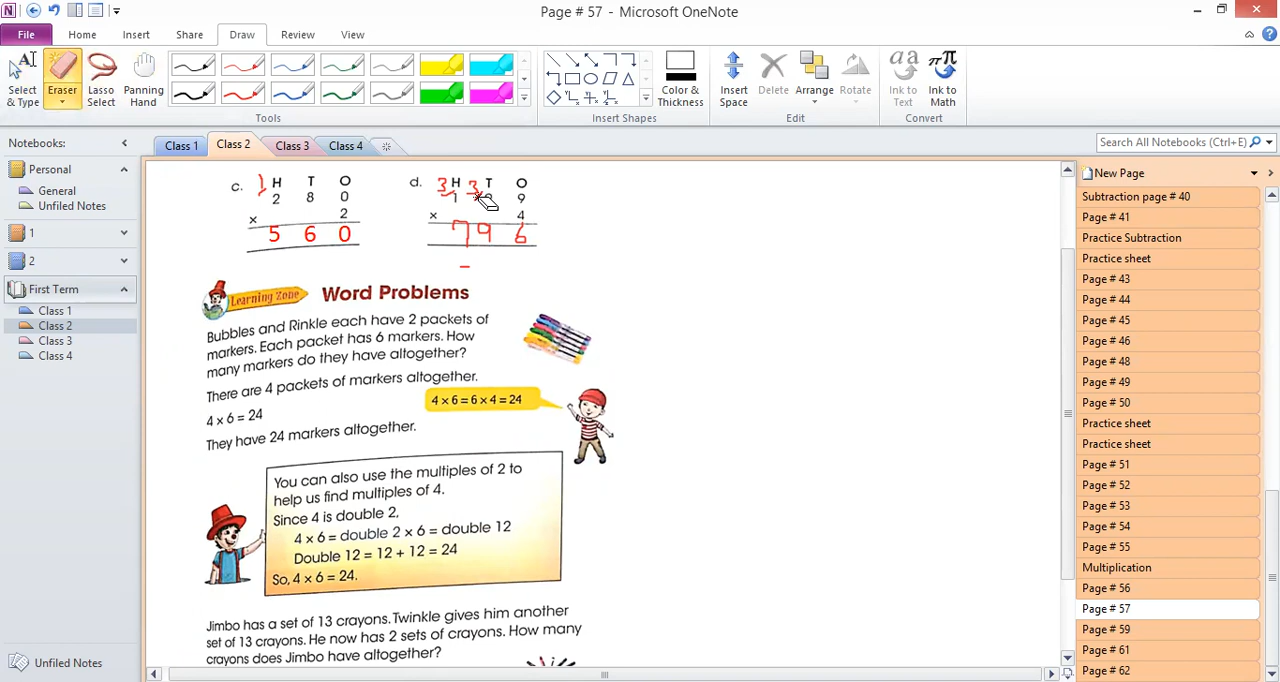 Page # 57 - Microsoft OneNote
File Home Insert Draw Review View
Select & Type
Eraser
Lasso Select
Panning Hand
Color & Thickness
Insert Space
Delete
Arrange
Rotate
Ink to Text
Ink to Math
Tools
Insert Shapes
Edit
Convert
Notebooks:
Personal
General
Unfiled Notes
1
2
First Term
Class 1
Class 2
Class 3
Class 4
Unfiled Notes
Class 1 Class 2 Class 3 Class 4
Search All Notebooks (Ctrl+E)
c. 1 H T O
2 8 0
× 2
5 6 0
d. 3 H 3 T O
1 9
× 4
7 9 6
Learning Zone Word Problems
Bubbles and Rinkle each have 2 packets of
markers. Each packet has 6 markers. How
many markers do they have altogether?
There are 4 packets of markers altogether.
4 × 6 = 6 × 4 = 24
4 × 6 = 24
They have 24 markers altogether.
You can also use the multiples of 2 to
help us find multiples of 4.
Since 4 is double 2,
4 × 6 = double 2 × 6 = double 12
Double 12 = 12 + 12 = 24
So, 4 × 6 = 24.
Jimbo has a set of 13 crayons. Twinkle gives him another
set of 13 crayons. He now has 2 sets of crayons. How many
crayons does Jimbo have altogether?
New Page
Subtraction page # 40
Page # 41
Practice Subtraction
Practice sheet
Page # 43
Page # 44
Page # 45
Page # 46
Page # 48
Page # 49
Page # 50
Practice sheet
Practice sheet
Page # 51
Page # 52
Page # 53
Page # 54
Page # 55
Multiplication
Page # 56
Page # 57
Page # 59
Page # 61
Page # 62